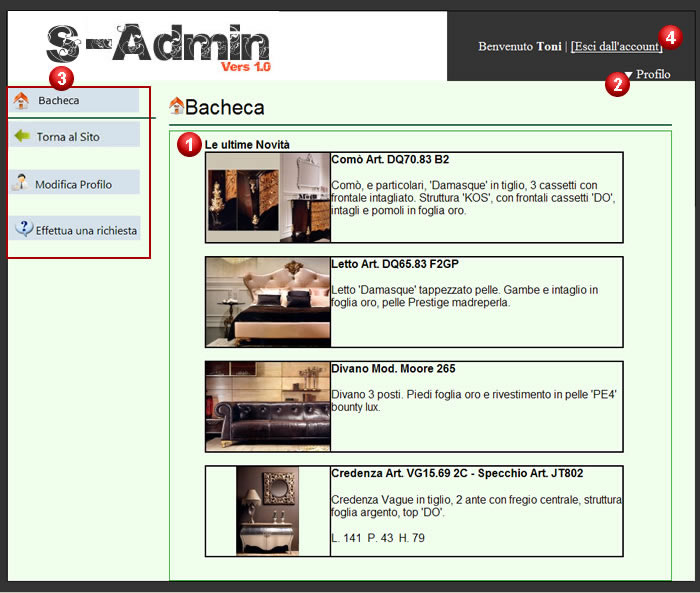 S-Admin
Vers 1.0
Benvenuto Toni | [Esci dall'account]
4
2
▼ Profilo
3
Bacheca
Torna al Sito
Modifica Profilo
Effettua una richiesta
Bacheca
1
Le ultime Novità
Comò Art. DQ70.83 B2
Comò, e particolari, 'Damasque' in tiglio, 3 cassetti con
frontale intagliato. Struttura 'KOS', con frontali cassetti 'DO',
intagli e pomoli in foglia oro.
Letto Art. DQ65.83 F2GP
Letto 'Damasque' tappezzato pelle. Gambe e intaglio in
foglia oro, pelle Prestige madreperla.
Divano Mod. Moore 265
Divano 3 posti. Piedi foglia oro e rivestimento in pelle 'PE4'
bounty lux.
Credenza Art. VG15.69 2C - Specchio Art. JT802
Credenza Vague in tiglio, 2 ante con fregio centrale, struttura
foglia argento, top 'DO'.
L. 141 P. 43 H. 79